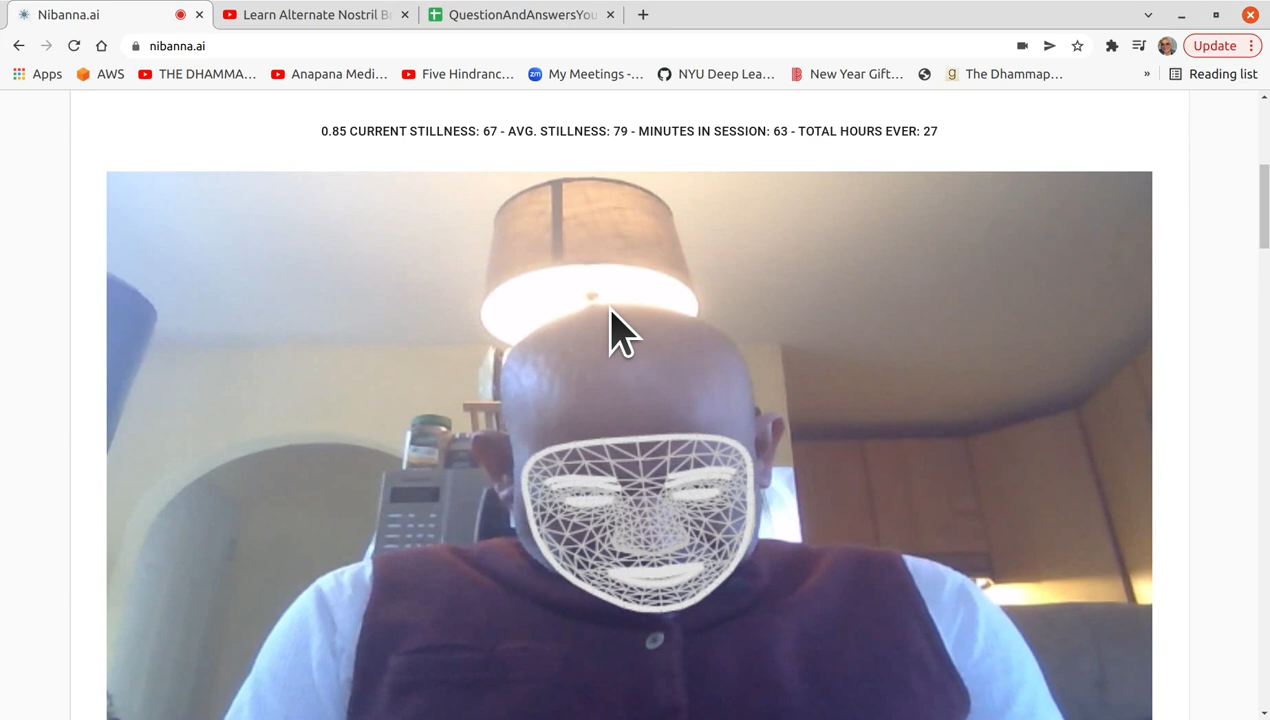 Nibanna.ai
Learn Alternate Nostril B
QuestionAndAnswersYou
nibanna.ai
Update
Apps AWS THE DHAMMA... Anapana Medi... Five Hindranc... My Meetings -... NYU Deep Lea... New Year Gift... The Dhammap... » Reading list
0.85 CURRENT STILLNESS: 67 - AVG. STILLNESS: 79 - MINUTES IN SESSION: 63 - TOTAL HOURS EVER: 27